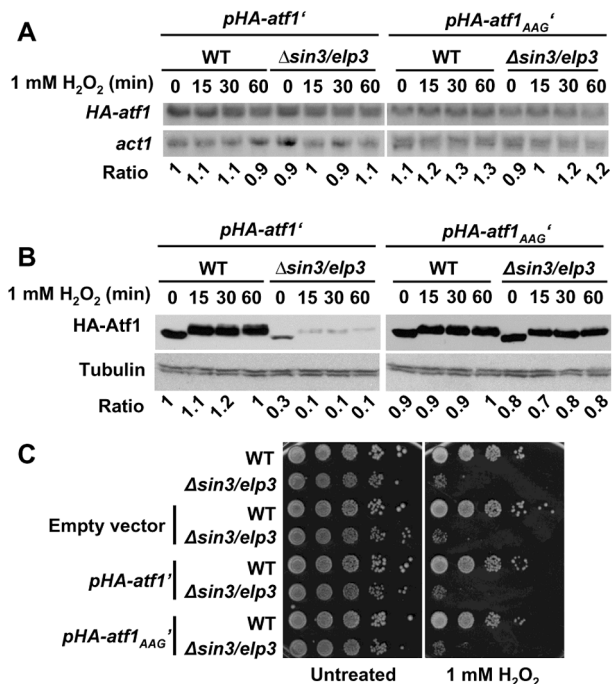 A
pHA-atf1‘ pHA-atf1AAG‘
WT Δsin3/elp3 WT Δsin3/elp3
1 mM H2O2 (min) 0 15 30 60 0 15 30 60 0 15 30 60 0 15 30 60
HA-atf1
act1
Ratio 1 1.1 1.1 0.9 0.9 1 0.9 1.1 1.1 1.2 1.3 1.3 0.9 1 1.2 1.2
B
pHA-atf1‘ pHA-atf1AAG‘
WT Δsin3/elp3 WT Δsin3/elp3
1 mM H2O2 (min) 0 15 30 60 0 15 30 60 0 15 30 60 0 15 30 60
HA-Atf1
Tubulin
Ratio 1 1.1 1.2 1 0.3 0.1 0.1 0.1 0.9 0.9 0.9 1 0.8 0.7 0.8 0.8
C
WT
Δsin3/elp3
Empty vector
WT
Δsin3/elp3
pHA-atf1’
WT
Δsin3/elp3
pHA-atf1AAG’
WT
Δsin3/elp3
Untreated 1 mM H2O2